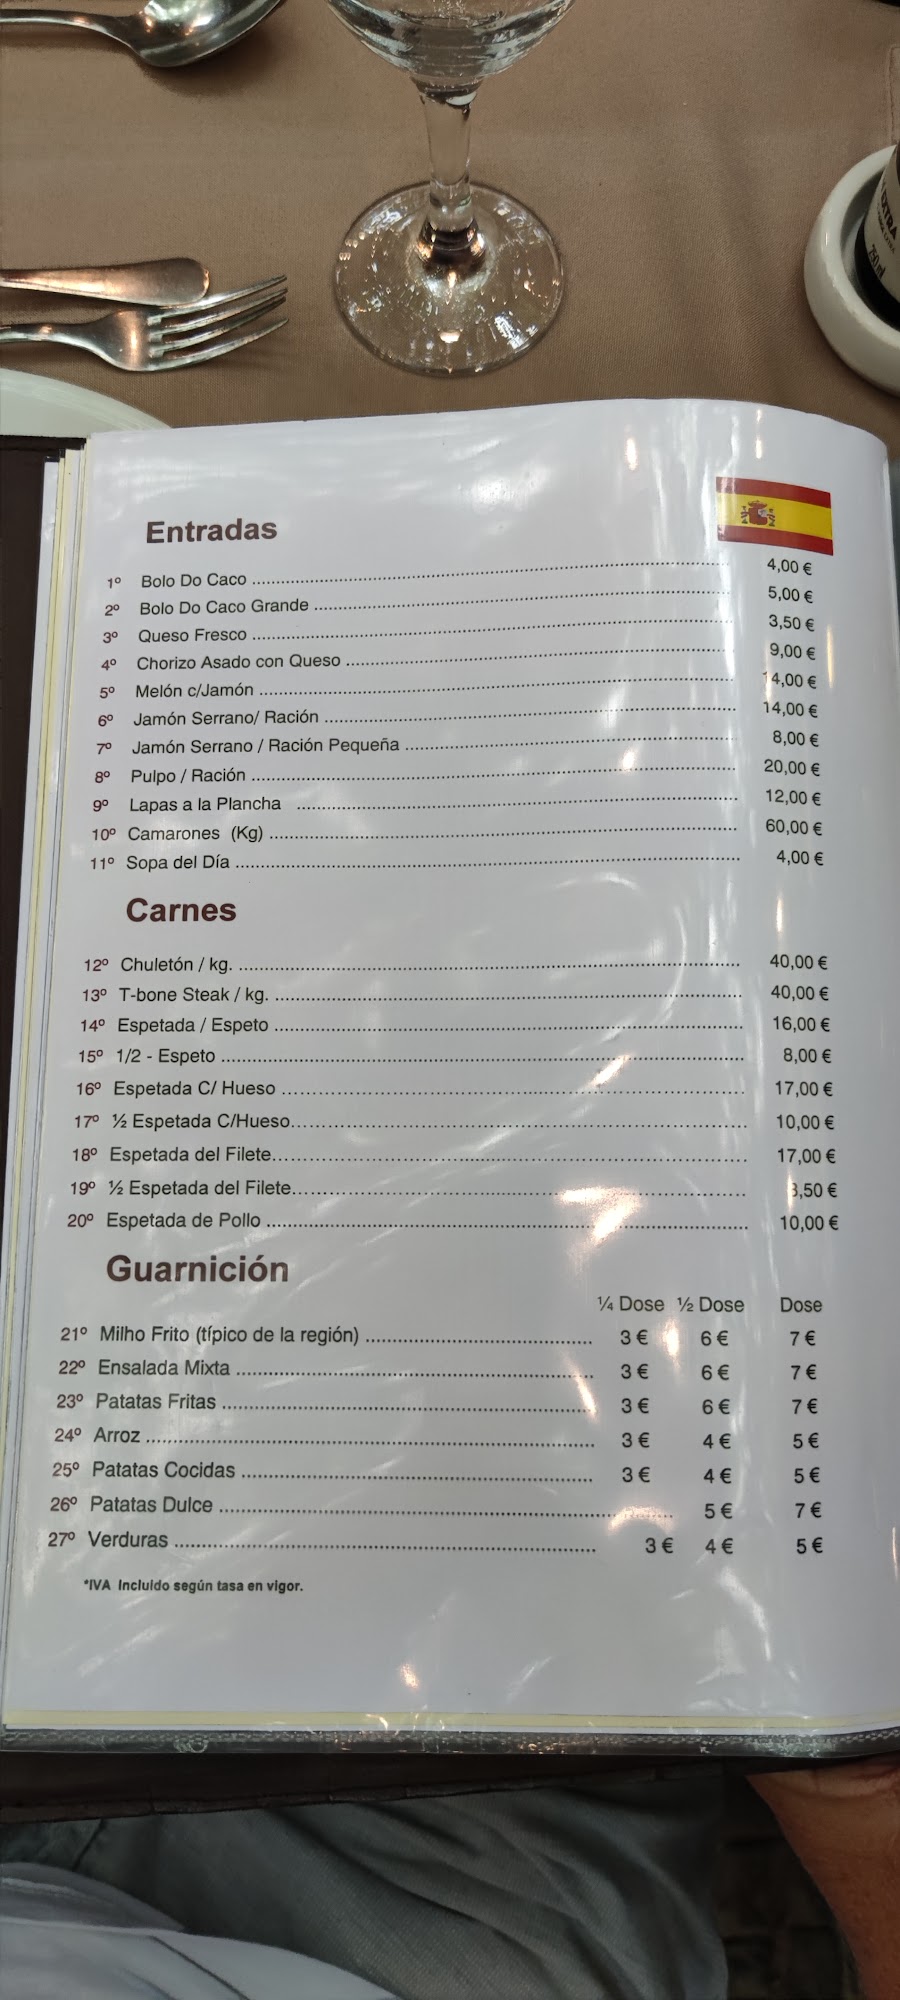 EXTRA
250 ml
Entradas
1º Bolo Do Caco ........ 4,00 €
2º Bolo Do Caco Grande ........ 5,00 €
3º Queso Fresco ........ 3,50 €
4º Chorizo Asado con Queso ........ 9,00 €
5º Melón c/Jamón ........ 14,00 €
6º Jamón Serrano/ Ración ........ 14,00 €
7º Jamón Serrano / Ración Pequeña ........ 8,00 €
8º Pulpo / Ración ........ 20,00 €
9º Lapas a la Plancha ........ 12,00 €
10º Camarones (Kg) ........ 60,00 €
11º Sopa del Día ........ 4,00 €
Carnes
12º Chuletón / kg. ........ 40,00 €
13º T-bone Steak / kg. ........ 40,00 €
14º Espetada / Espeto ........ 16,00 €
15º 1/2 - Espeto ........ 8,00 €
16º Espetada C/ Hueso ........ 17,00 €
17º ½ Espetada C/Hueso........ 10,00 €
18º Espetada del Filete........ 17,00 €
19º ½ Espetada del Filete........ €
20º Espetada de Pollo ........ 10,00 €
Guarnición
¼ Dose ½ Dose Dose
21º Milho Frito (típico de la región) ........ 3 € 6 € 7 €
22º Ensalada Mixta ........ 3 € 6 € 7 €
23º Patatas Fritas ........ 3 € 6 € 7 €
24º Arroz ........ 3 € 4 € 5 €
25º Patatas Cocidas ........ 3 € 4 € 5 €
26º Patatas Dulce ........ 5 € 7 €
27º Verduras ........ 3 € 4 € 5 €
*IVA Incluido según tasa en vigor.